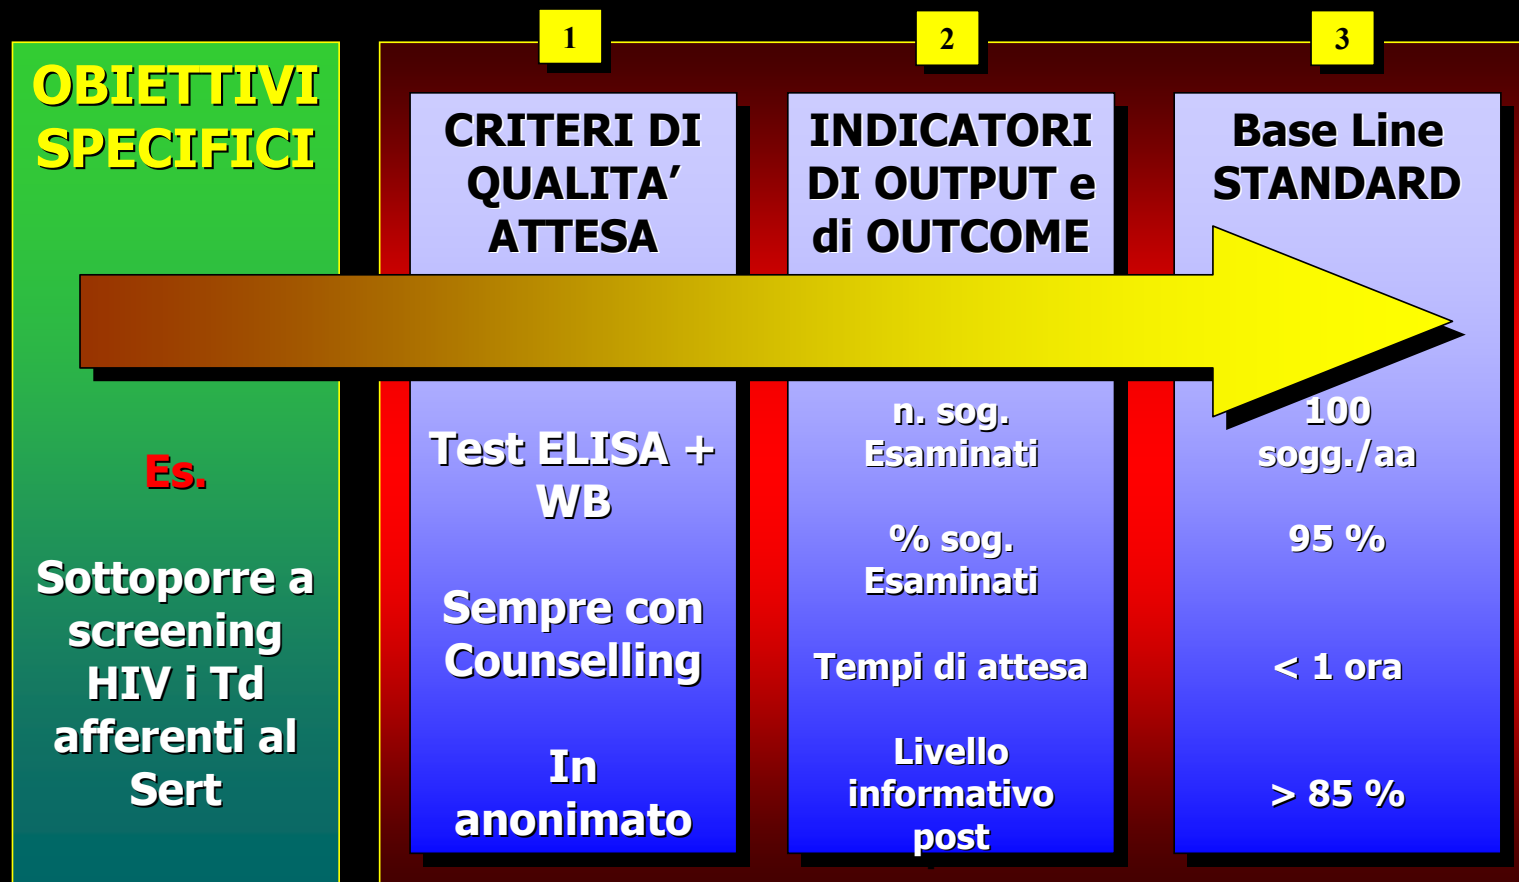 OBIETTIVI
SPECIFICI
Es.
Sottoporre a
screening
HIV i Td
afferenti al
Sert
1
CRITERI DI
QUALITA’
ATTESA
Test ELISA +
WB
Sempre con
Counselling
In
anonimato
2
INDICATORI
DI OUTPUT e
di OUTCOME
n. sog.
Esaminati
% sog.
Esaminati
Tempi di attesa
Livello
informativo
post
3
Base Line
STANDARD
100
sogg./aa
95 %
< 1 ora
> 85 %